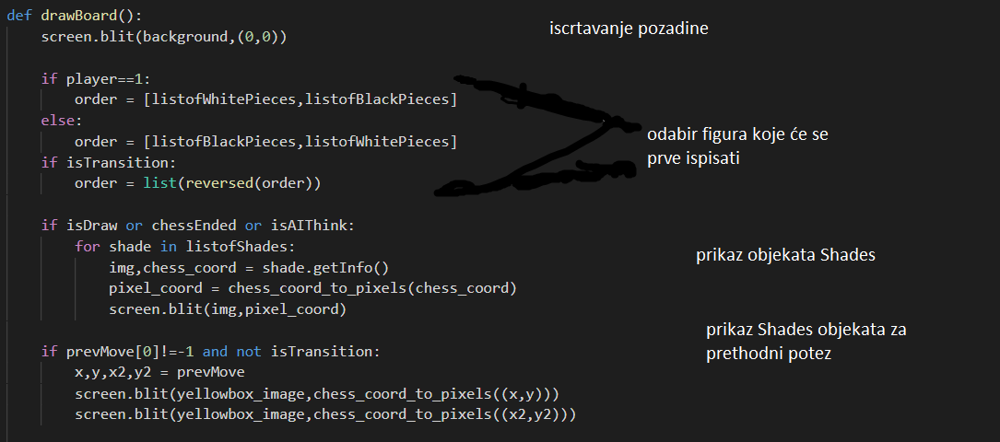 def drawBoard():
screen.blit(background,(0,0))
iscrtavanje pozadine
if player==1:
order = [listofWhitePieces,listofBlackPieces]
else:
order = [listofBlackPieces,listofWhitePieces]
if isTransition:
order = list(reversed(order))
odabir figura koje će se
prve ispisati
if isDraw or chessEnded or isAIThink:
for shade in listofShades:
img,chess_coord = shade.getInfo()
pixel_coord = chess_coord_to_pixels(chess_coord)
screen.blit(img,pixel_coord)
prikaz objekata Shades
if prevMove[0]!=-1 and not isTransition:
x,y,x2,y2 = prevMove
screen.blit(yellowbox_image,chess_coord_to_pixels((x,y)))
screen.blit(yellowbox_image,chess_coord_to_pixels((x2,y2)))
prikaz Shades objekata za
prethodni potez